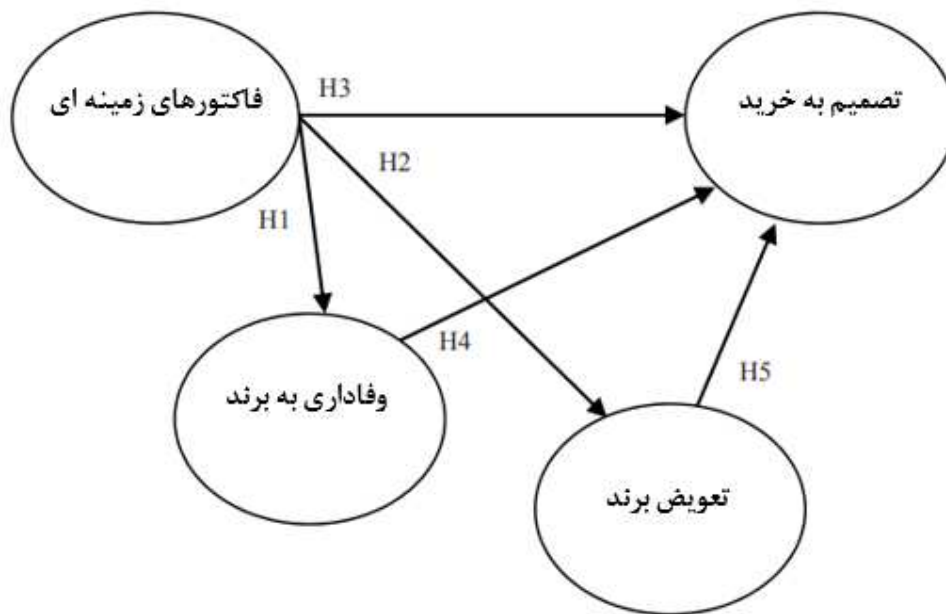 فاکتورهای زمینه ای
تصمیم به خرید
H3
H2
H1
H4
وفاداری به برند
H5
تعویض برند